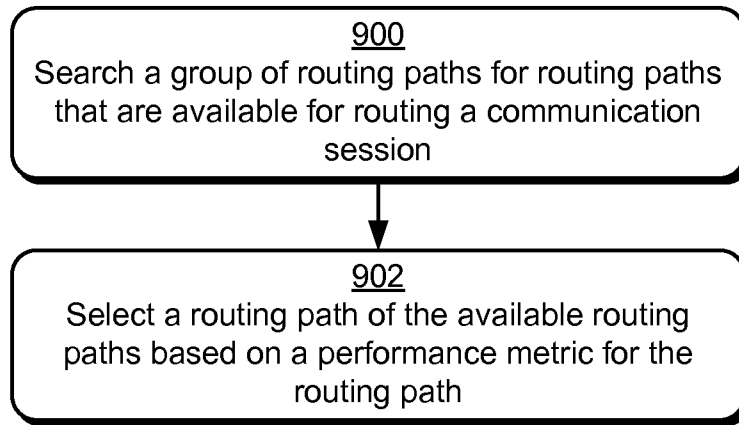 900
Search a group of routing paths for routing paths
that are available for routing a communication
session
902
Select a routing path of the available routing
paths based on a performance metric for the
routing path